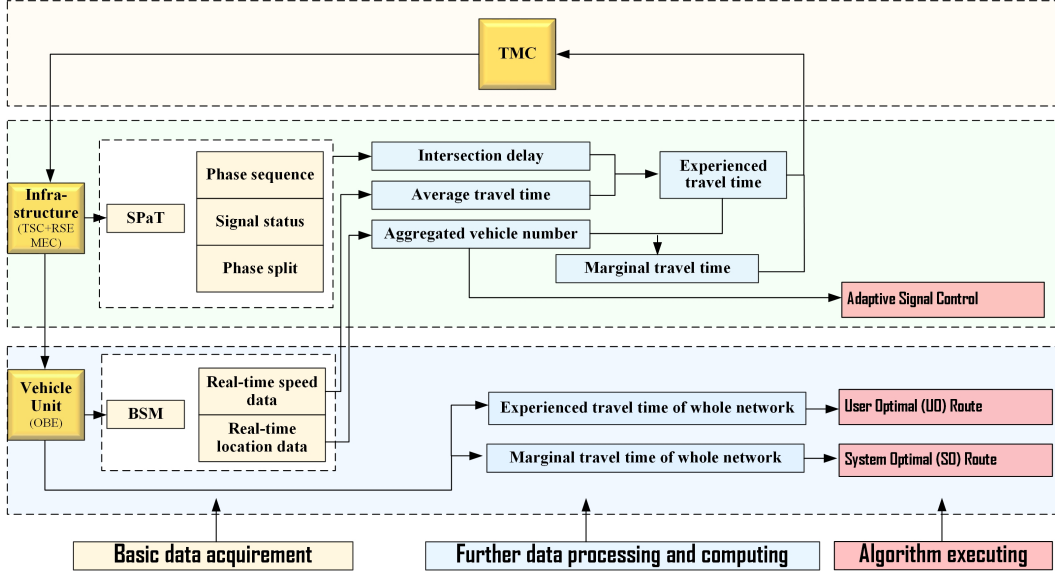 TMC
Infra-
structure
(TSC+RSE
MEC)
SPaT
Phase sequence
Signal status
Phase split
Intersection delay
Average travel time
Aggregated vehicle number
Experienced
travel time
Marginal travel time
Adaptive Signal Control
Vehicle
Unit
(OBE)
BSM
Real-time speed
data
Real-time
location data
Experienced travel time of whole network
Marginal travel time of whole network
User Optimal (UO) Route
System Optimal (SO) Route
Basic data acquirement
Further data processing and computing
Algorithm executing